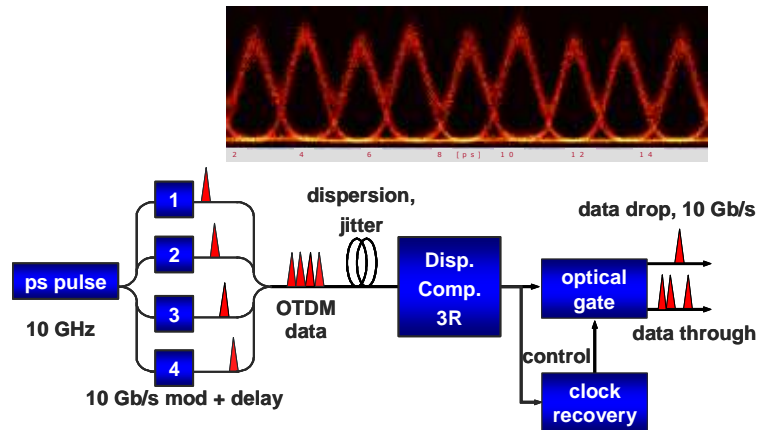 2 4 6 8 [ps] 10 12 14
dispersion,
jitter
data drop, 10 Gb/s
1
2
3
4
ps pulse
10 GHz
10 Gb/s mod + delay
OTDM
data
Disp.
Comp.
3R
optical
gate
data through
control
clock
recovery